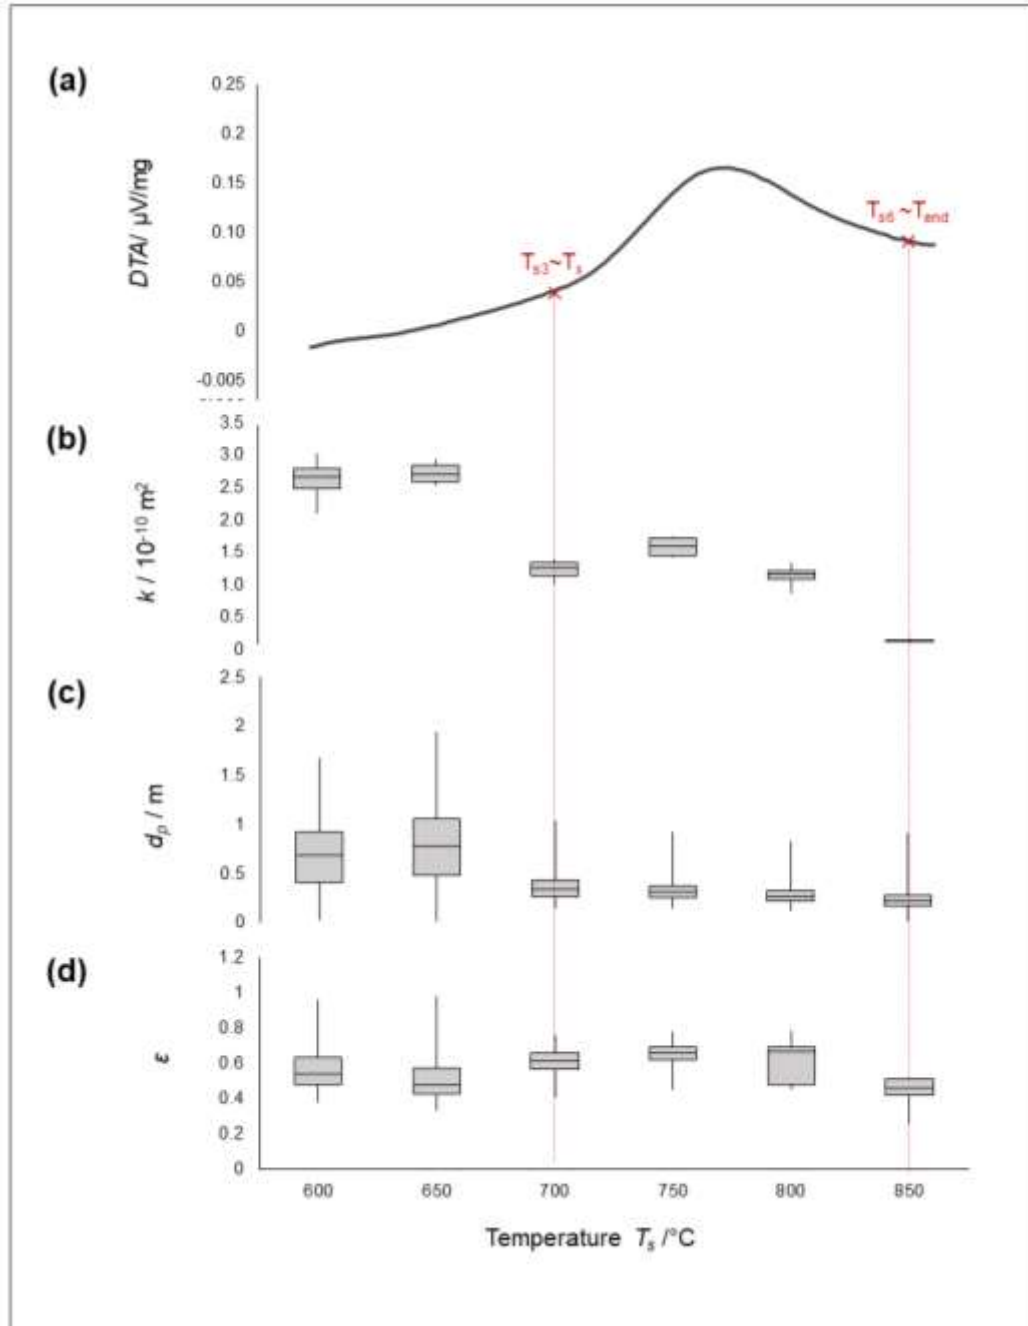 (a)
DTA/ µV/mg
0.25
0.2
0.15
0.10
0.05
0
-0.005
Ts3~Ts
Ts6 ~Tend
(b)
k / 10-10 m2
3.5
3.0
2.5
2.0
1.5
1.0
0.5
0
(c)
dp / m
2.5
2
1.5
1
0.5
0
(d)
ε
1.2
1
0.8
0.6
0.4
0.2
0
600 650 700 750 800 850
Temperature Ts /°C